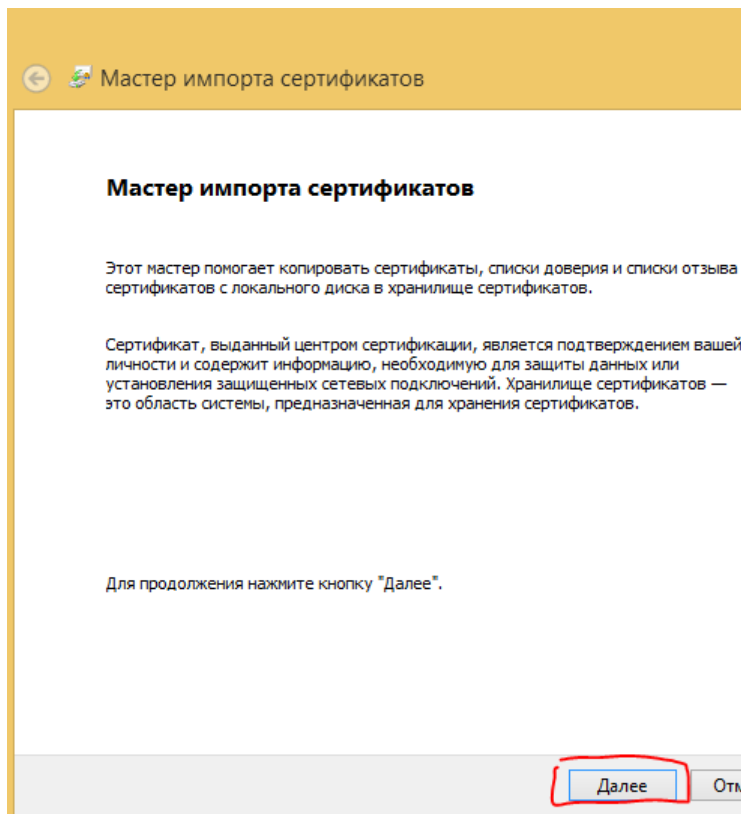 Мастер импорта сертификатов
Мастер импорта сертификатов
Этот мастер помогает копировать сертификаты, списки доверия и списки отзыва
сертификатов с локального диска в хранилище сертификатов.
Сертификат, выданный центром сертификации, является подтверждением вашей
личности и содержит информацию, необходимую для защиты данных или
установления защищенных сетевых подключений. Хранилище сертификатов —
это область системы, предназначенная для хранения сертификатов.
Для продолжения нажмите кнопку "Далее".
Далее